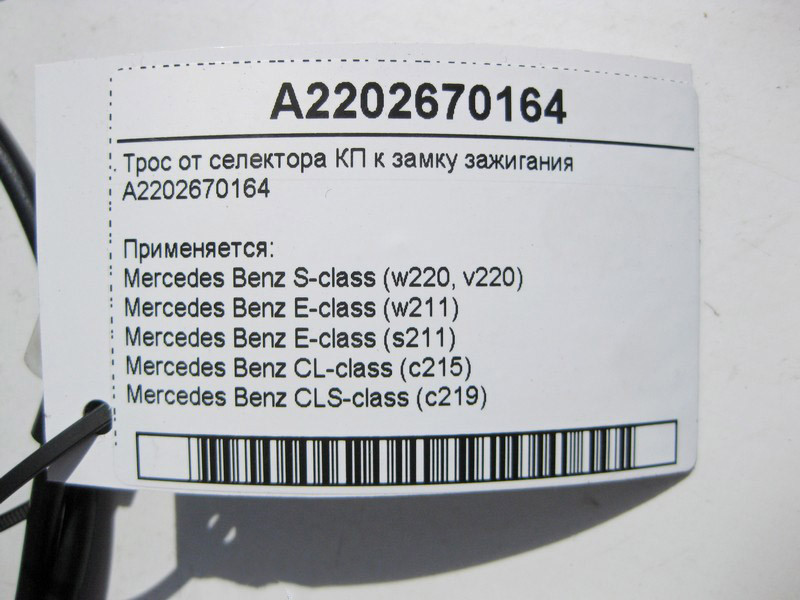 A2202670164
Трос от селектора КП к замку зажигания
A2202670164
Применяется:
Mercedes Benz S-class (w220, v220)
Mercedes Benz E-class (w211)
Mercedes Benz E-class (s211)
Mercedes Benz CL-class (c215)
Mercedes Benz CLS-class (c219)